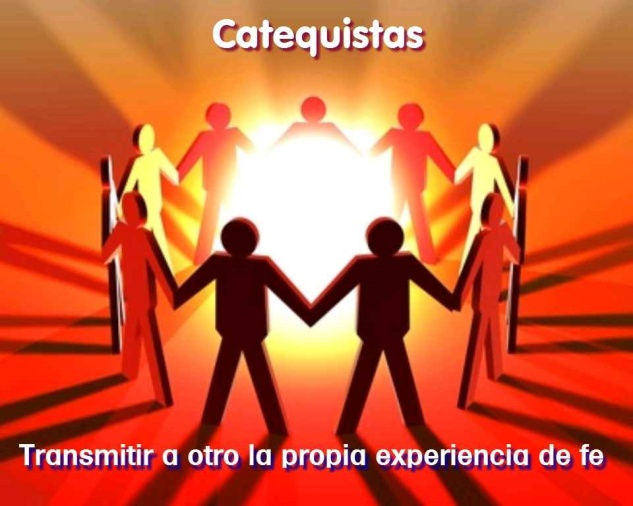 Catequistas
Transmitir a otro la propia experiencia de fe